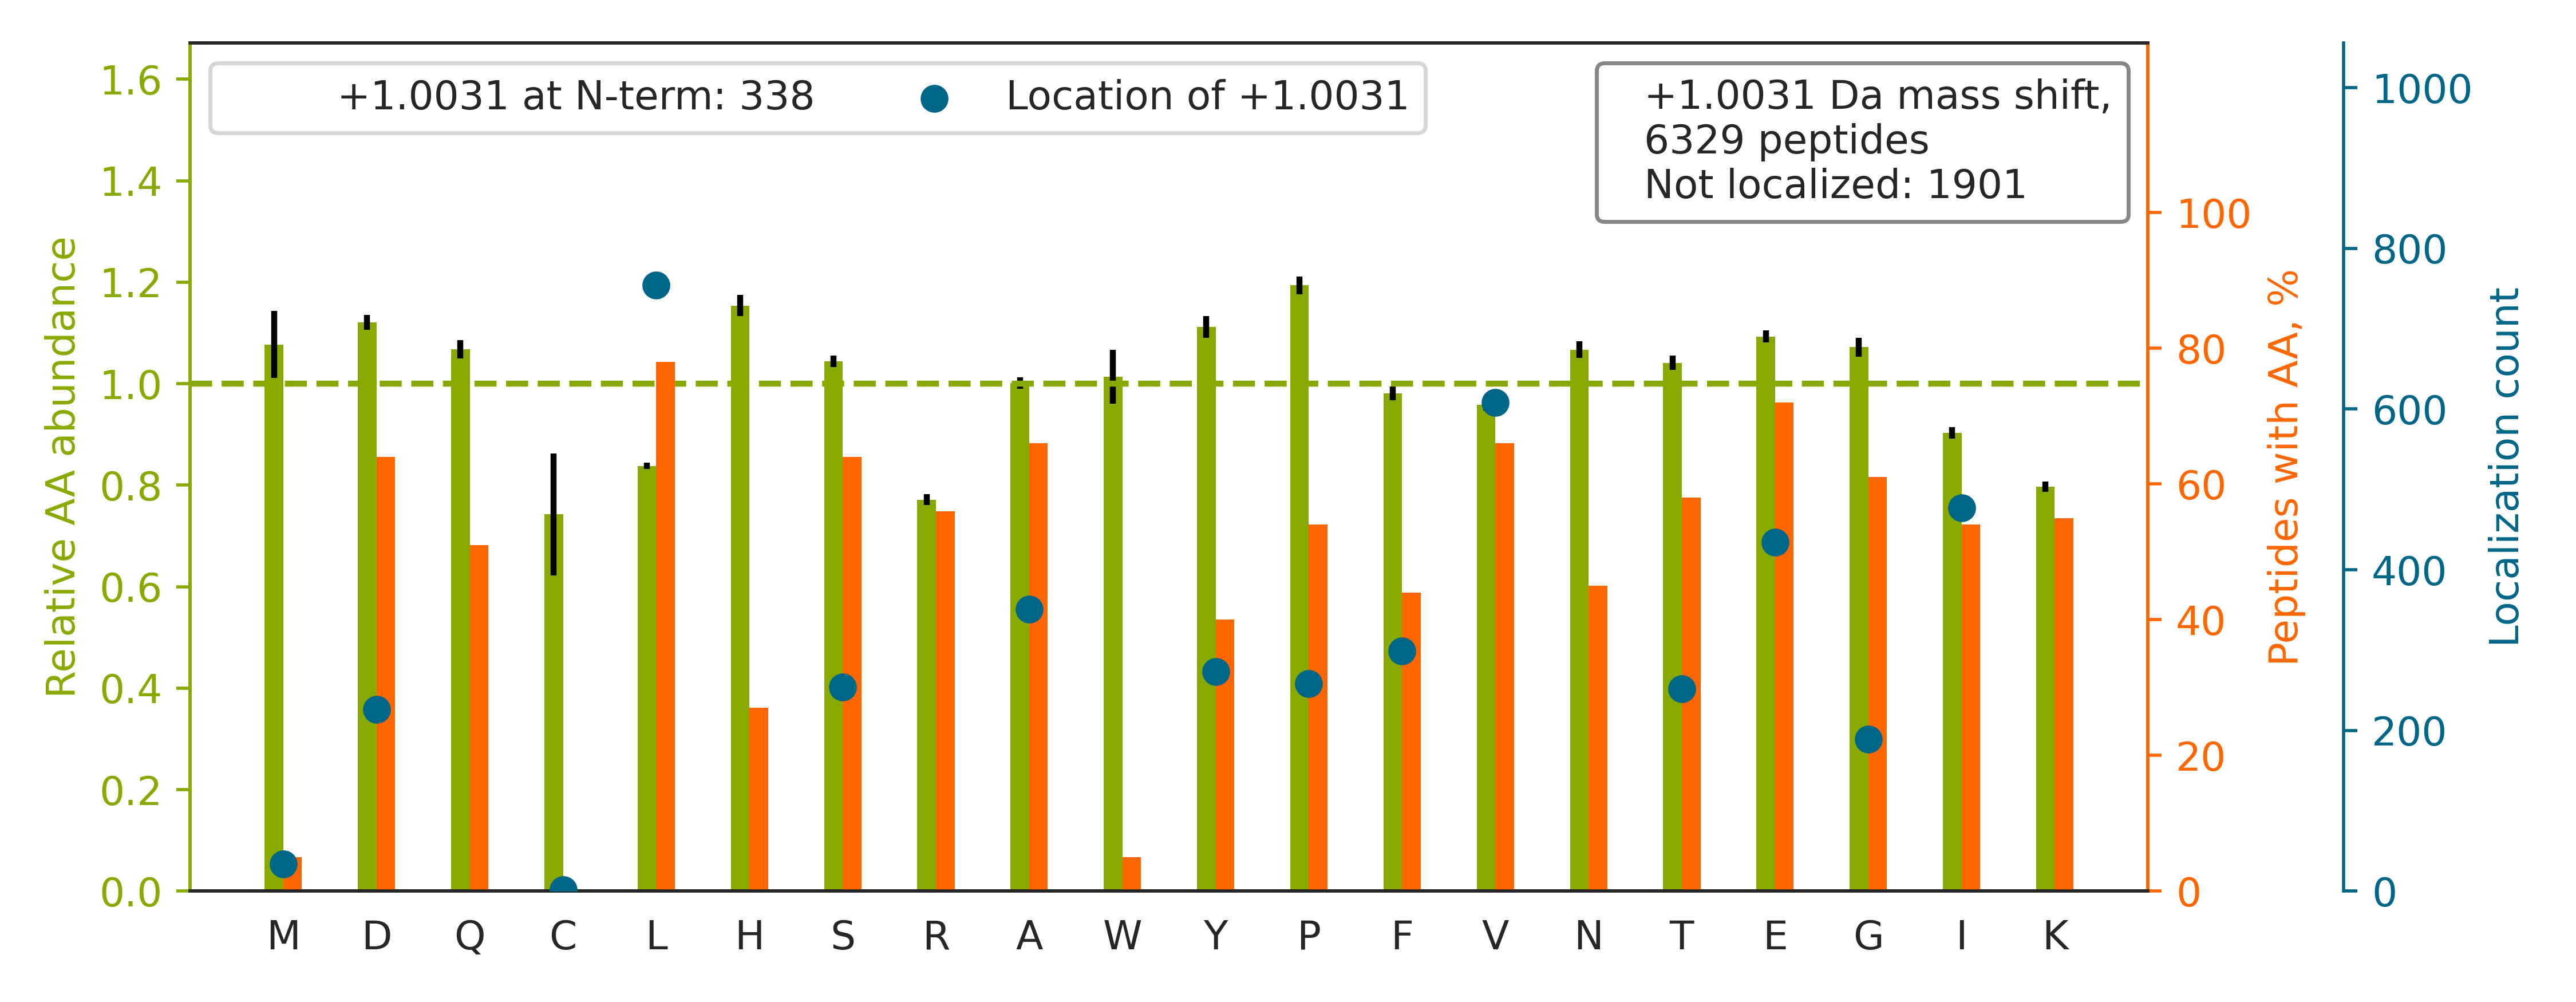 +1.0031 at N-term: 338
Location of +1.0031
+1.0031 Da mass shift,
6329 peptides
Not localized: 1901
Relative AA abundance
1.6
1.4
1.2
1.0
0.8
0.6
0.4
0.2
0.0
M D Q C L H S R A W Y P F V N T E G I K
100
80
60
40
20
0
Peptides with AA, %
1000
800
600
400
200
0
Localization count